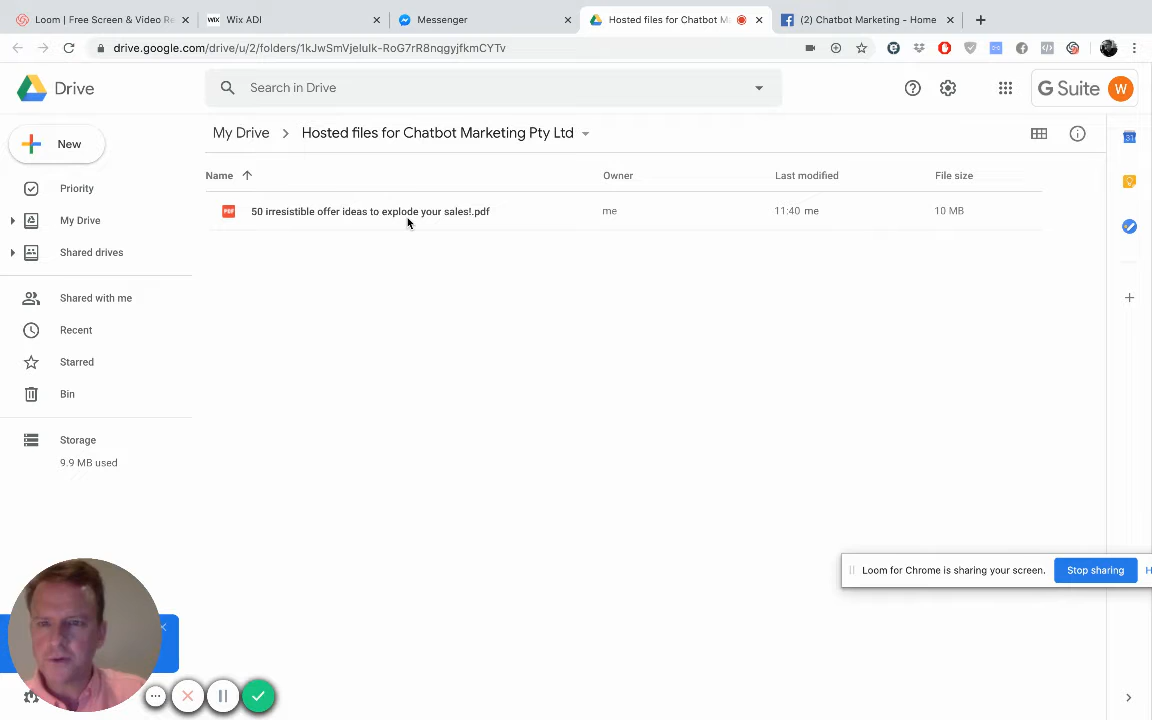 Loom | Free Screen & Video Re
WIX Wix ADI
Messenger
Hosted files for Chatbot Marketing
(2) Chatbot Marketing - Home
drive.google.com/drive/u/2/folders/
Drive
Search in Drive
G Suite W
New
My Drive > Hosted files for Chatbot Marketing Pty Ltd
31
Name
Owner
Last modified
File size
Priority
PDF 50 irresistible offer ideas to explode your sales!.pdf
me
11:40 me
10 MB
My Drive
Shared drives
Shared with me
Recent
Starred
Bin
Storage
9.9 MB used
Loom for Chrome is sharing your screen.
Stop sharing
H